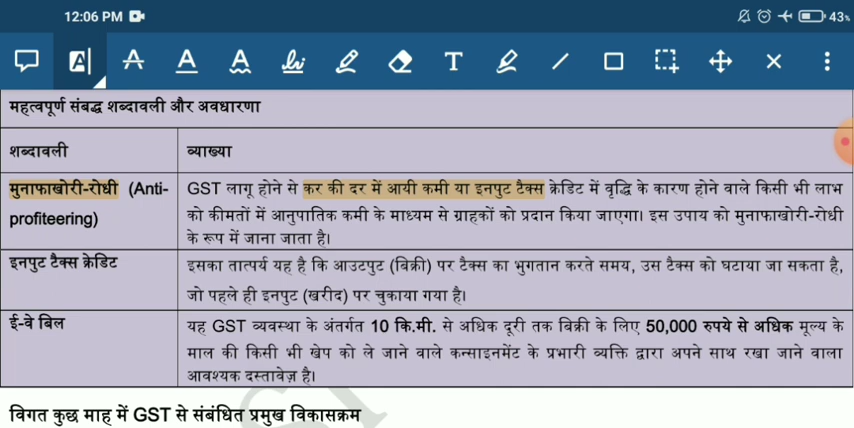 12:06 PM
43%
A T
महत्वपूर्ण संबद्ध शब्दावली और अवधारणा
शब्दावली
व्याख्या
मुनाफाखोरी-रोधी (Anti-
profiteering)
GST लागू होने से कर की दर में आयी कमी या इनपुट टैक्स क्रेडिट में वृद्धि के कारण होने वाले किसी भी लाभ
को कीमतों में आनुपातिक कमी के माध्यम से ग्राहकों को प्रदान किया जाएगा। इस उपाय को मुनाफाखोरी-रोधी
के रूप में जाना जाता है।
इनपुट टैक्स क्रेडिट
इसका तात्पर्य यह है कि आउटपुट (बिक्री) पर टैक्स का भुगतान करते समय, उस टैक्स को घटाया जा सकता है,
जो पहले ही इनपुट (खरीद) पर चुकाया गया है।
ई-वे बिल
यह GST व्यवस्था के अंतर्गत 10 कि.मी. से अधिक दूरी तक बिक्री के लिए 50,000 रुपये से अधिक मूल्य के
माल की किसी भी खेप को ले जाने वाले कन्साइनमेंट के प्रभारी व्यक्ति द्वारा अपने साथ रखा जाने वाला
आवश्यक दस्तावेज़ है।
विगत कुछ माह में GST से संबंधित प्रमुख विकासक्रम